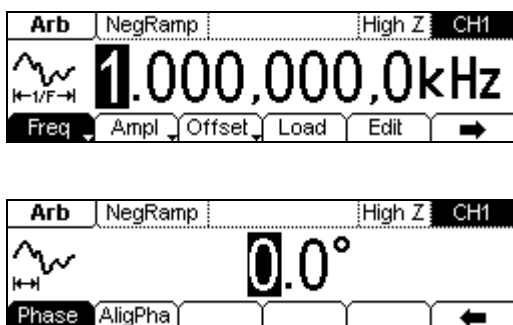 Arb NegRamp High Z CH1
1.000,000,0kHz
1/F
Freq Ampl Offset Load Edit
Arb NegRamp High Z CH1
0.0°
Phase AligPha